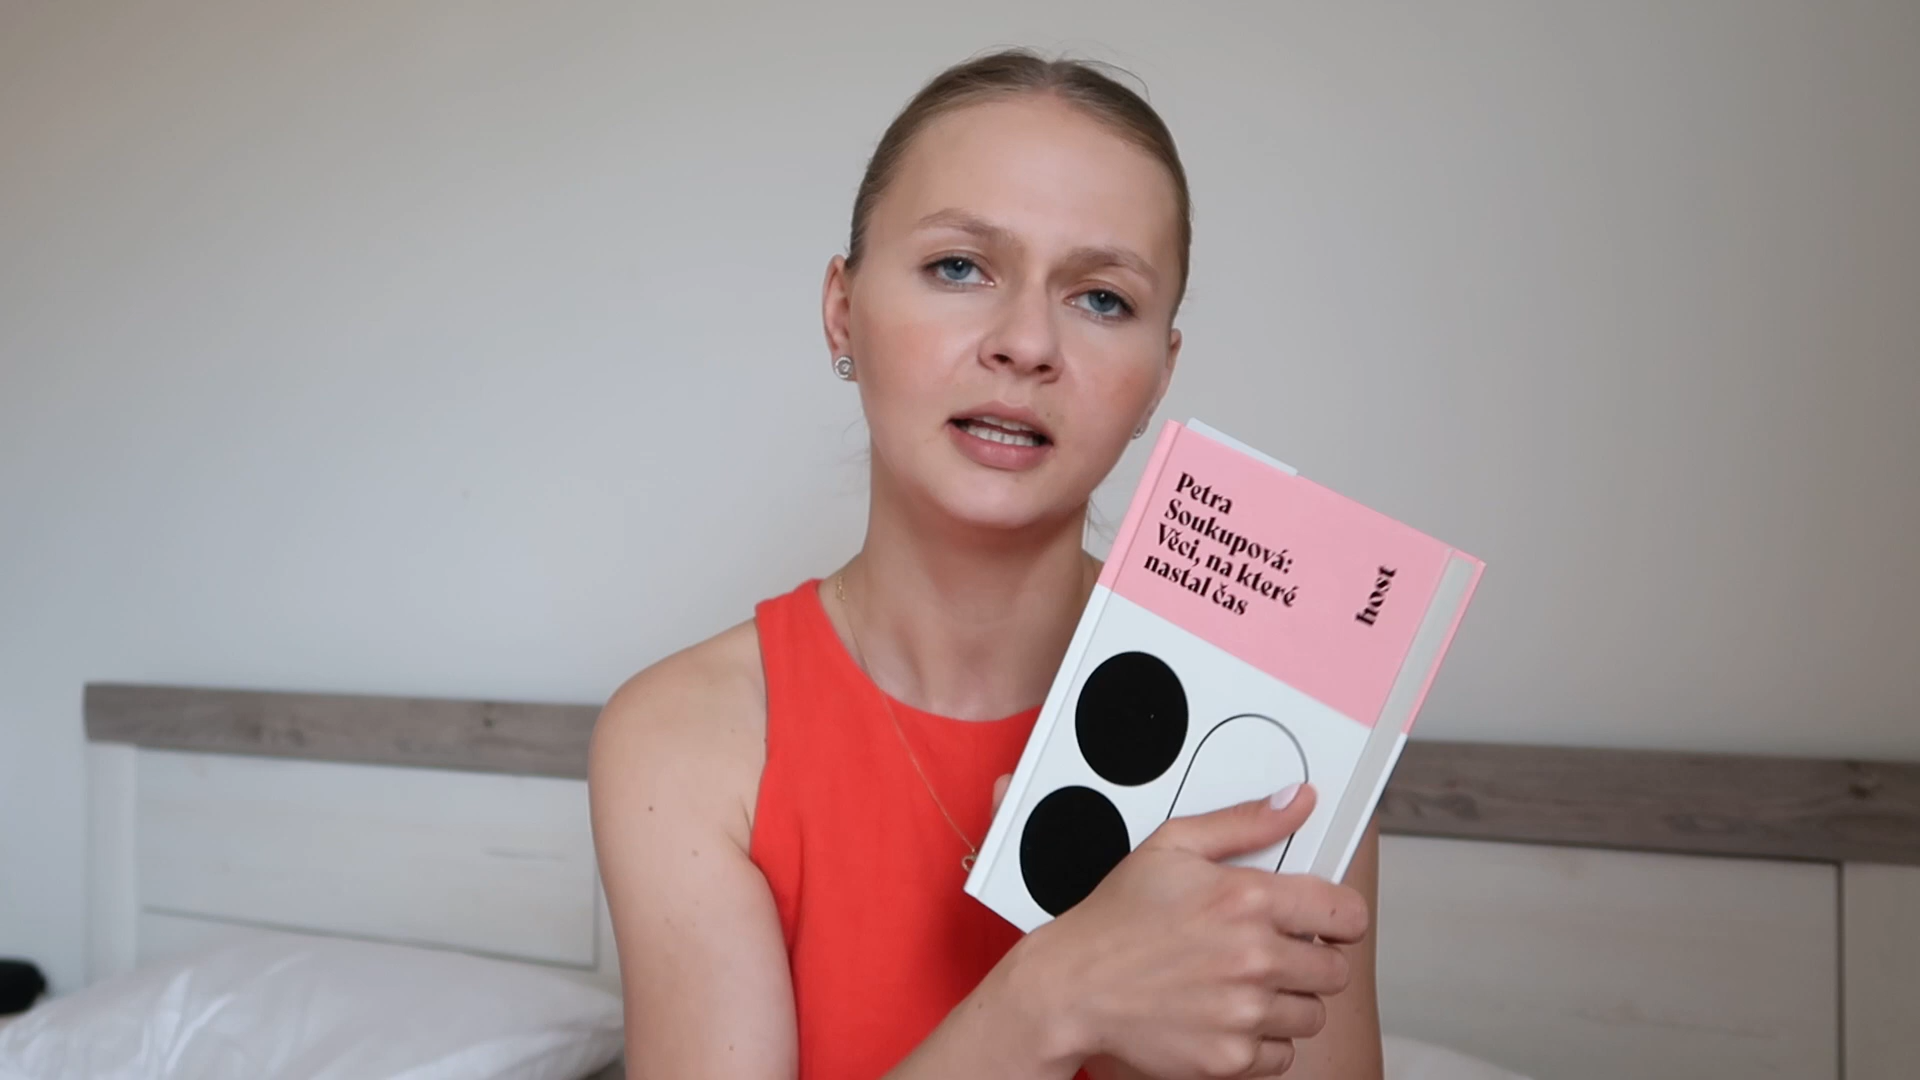 Petra
Soukupová:
Věci, na které
nastal čas
host